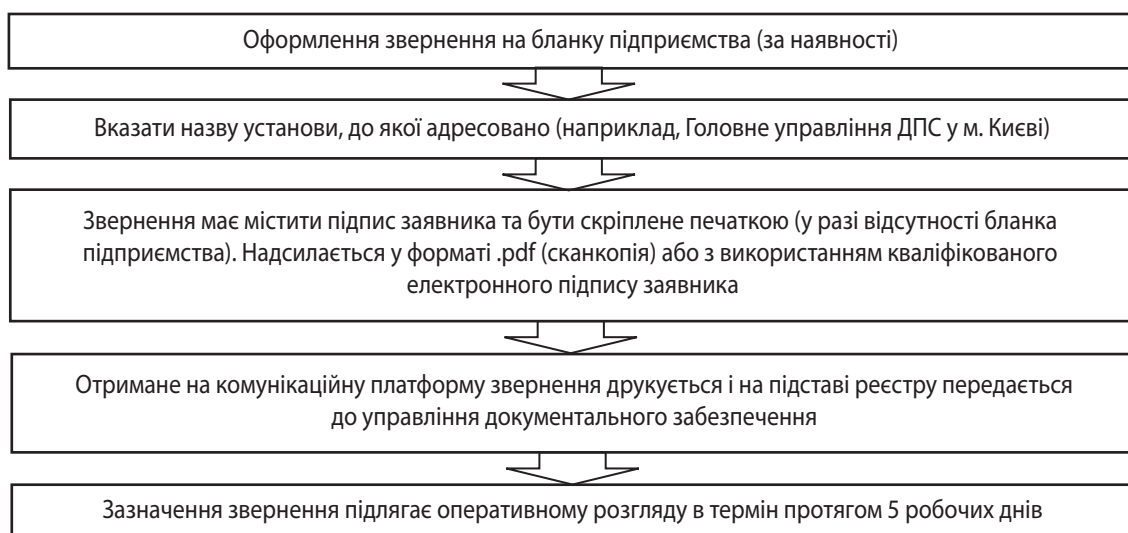 Оформлення звернення на бланку підприємства (за наявності)
Вказати назву установи, до якої адресовано (наприклад, Головне управління ДПС у м. Києві)
Звернення має містити підпис заявника та бути скріплене печаткою (у разі відсутності бланка
підприємства). Надсилається у форматі .pdf (сканкопія) або з використанням кваліфікованого
електронного підпису заявника
Отримане на комунікаційну платформу звернення друкується і на підставі реєстру передається
до управління документального забезпечення
Зазначення звернення підлягає оперативному розгляду в термін протягом 5 робочих днів